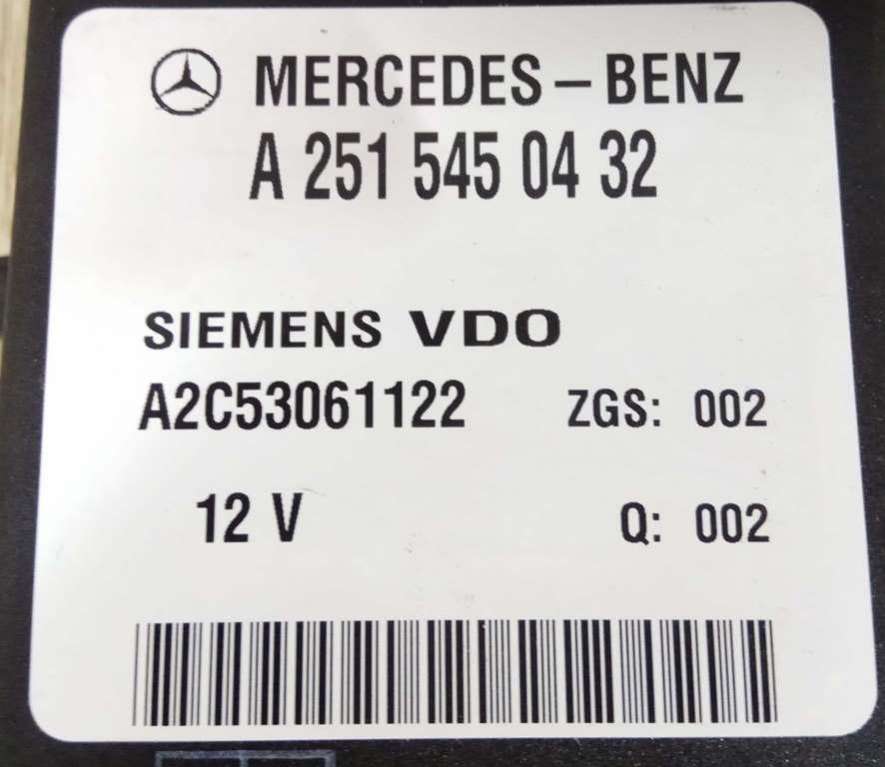 MERCEDES-BENZ
A 251 545 04 32
SIEMENS VDO
A2C53061122 ZGS: 002
12 V Q: 002